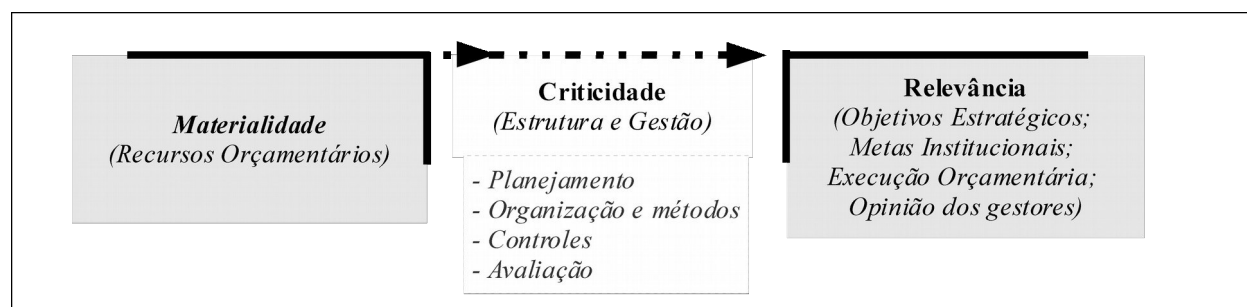 Materialidade
(Recursos Orçamentários)
Criticidade
(Estrutura e Gestão)
- Planejamento
- Organização e métodos
- Controles
- Avaliação
Relevância
(Objetivos Estratégicos;
Metas Institucionais;
Execução Orçamentária;
Opinião dos gestores)